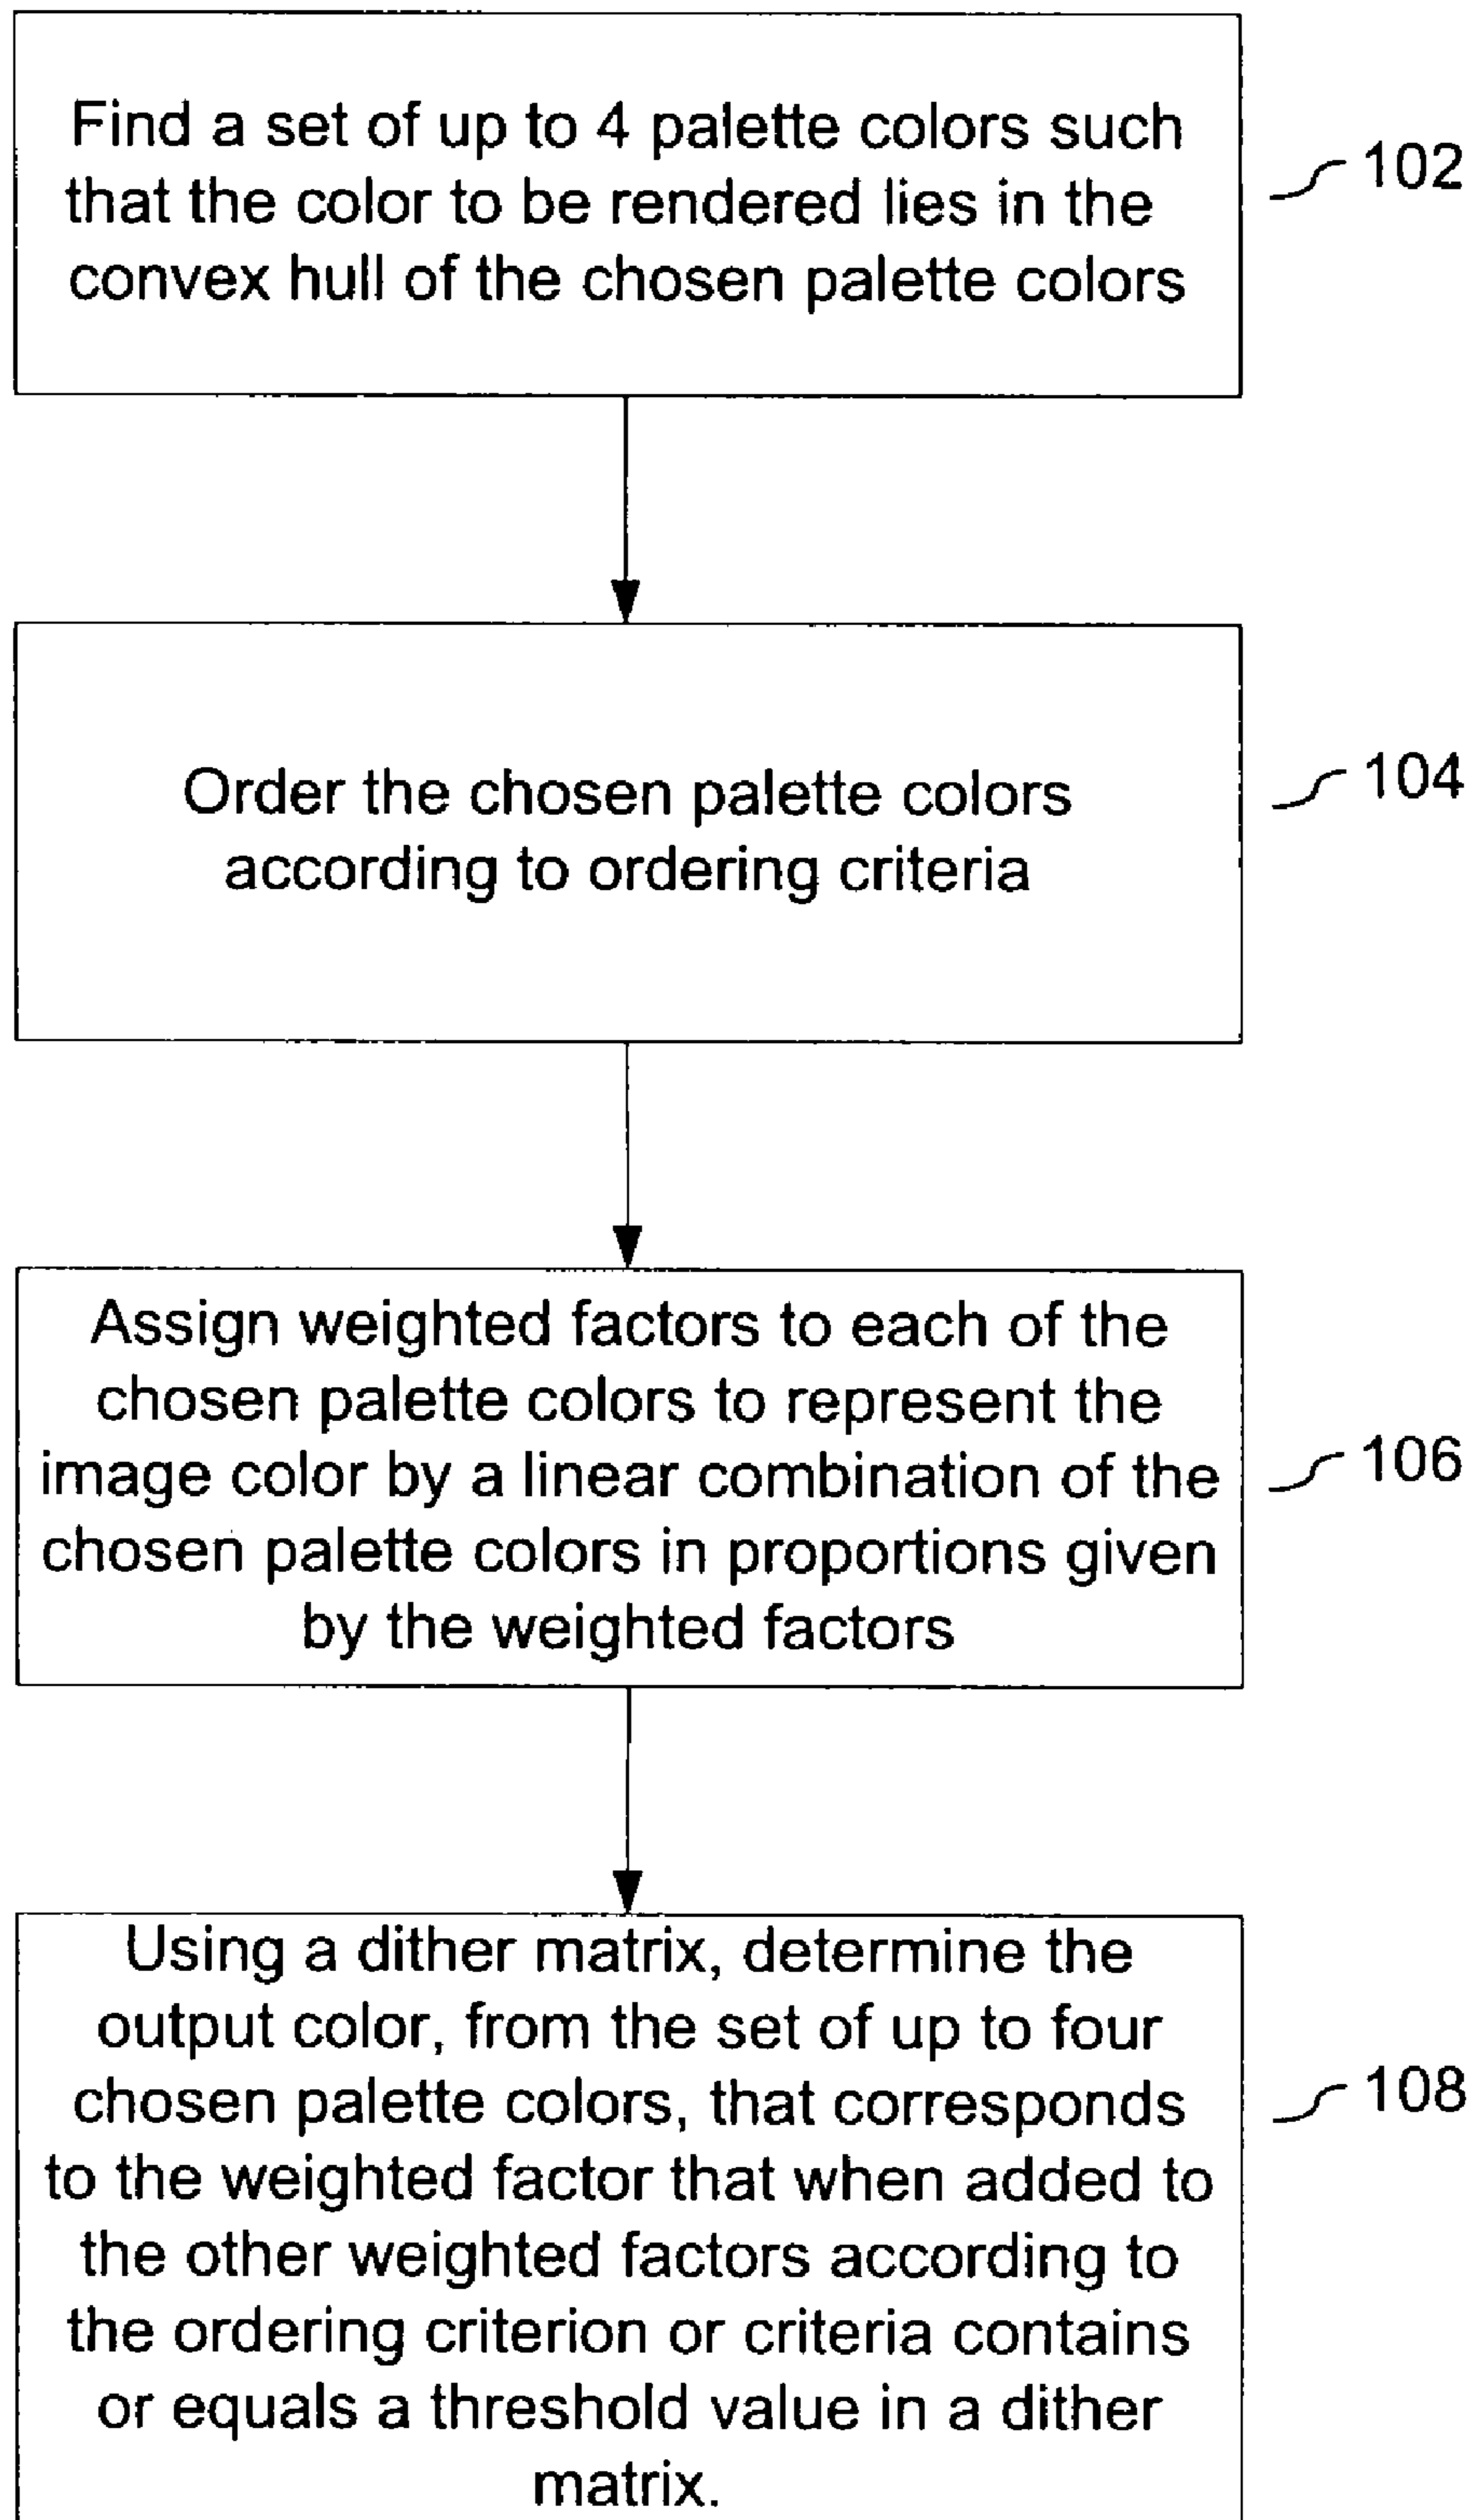 Find a set of up to 4 palette colors such
that the color to be rendered lies in the
convex hull of the chosen palette colors
102
Order the chosen palette colors
according to ordering criteria
104
Assign weighted factors to each of the
chosen palette colors to represent the
image color by a linear combination of the
chosen palette colors in proportions given
by the weighted factors
106
Using a dither matrix, determine the
output color, from the set of up to four
chosen palette colors, that corresponds
to the weighted factor that when added to
the other weighted factors according to
the ordering criterion or criteria contains
or equals a threshold value in a dither
matrix.
108